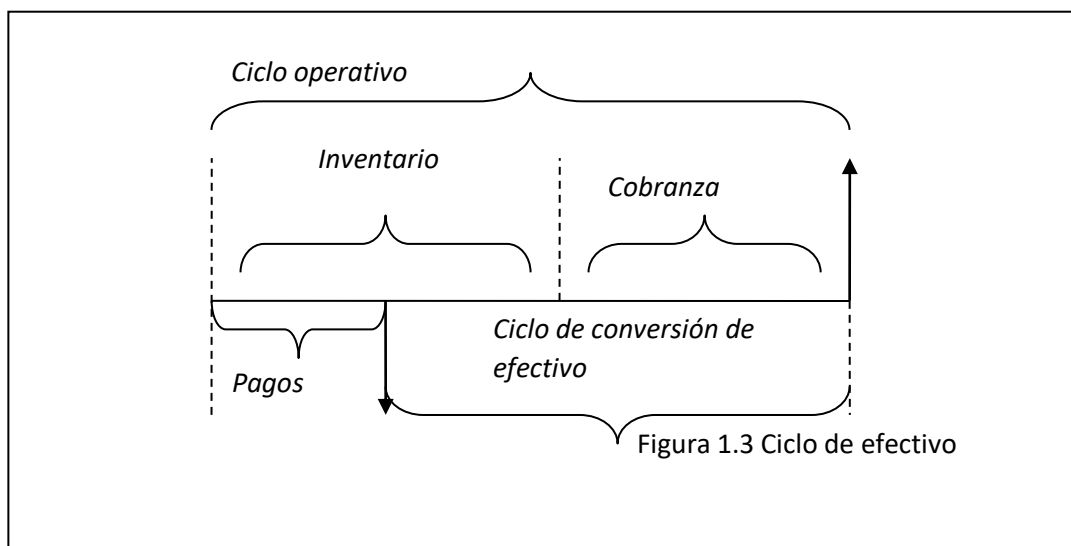 Ciclo operativo
Inventario
Cobranza
Ciclo de conversión de
efectivo
Pagos
Figura 1.3 Ciclo de efectivo